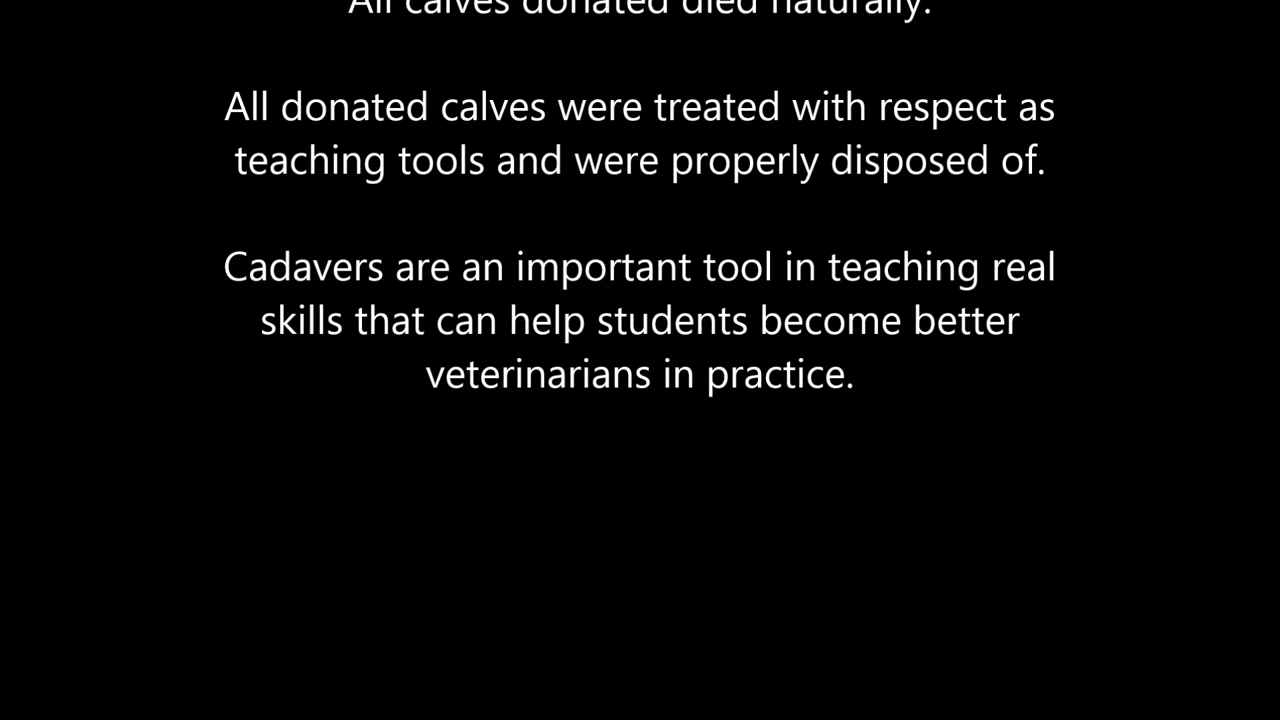 All calves donated died naturally.
All donated calves were treated with respect as
teaching tools and were properly disposed of.
Cadavers are an important tool in teaching real
skills that can help students become better
veterinarians in practice.